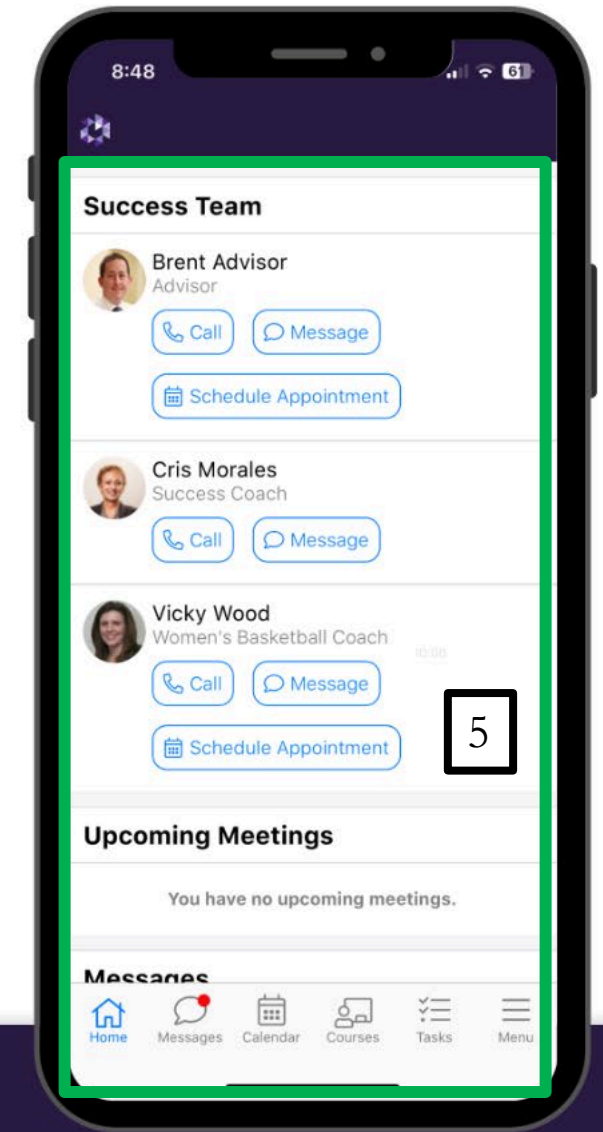 8:48
61
Success Team
Brent Advisor
Advisor
Call
Message
Schedule Appointment
Cris Morales
Success Coach
Call
Message
Vicky Wood
Women's Basketball Coach
Call
Message
Schedule Appointment
5
Upcoming Meetings
You have no upcoming meetings.
Messages
Home
Messages
Calendar
Courses
Tasks
Menu